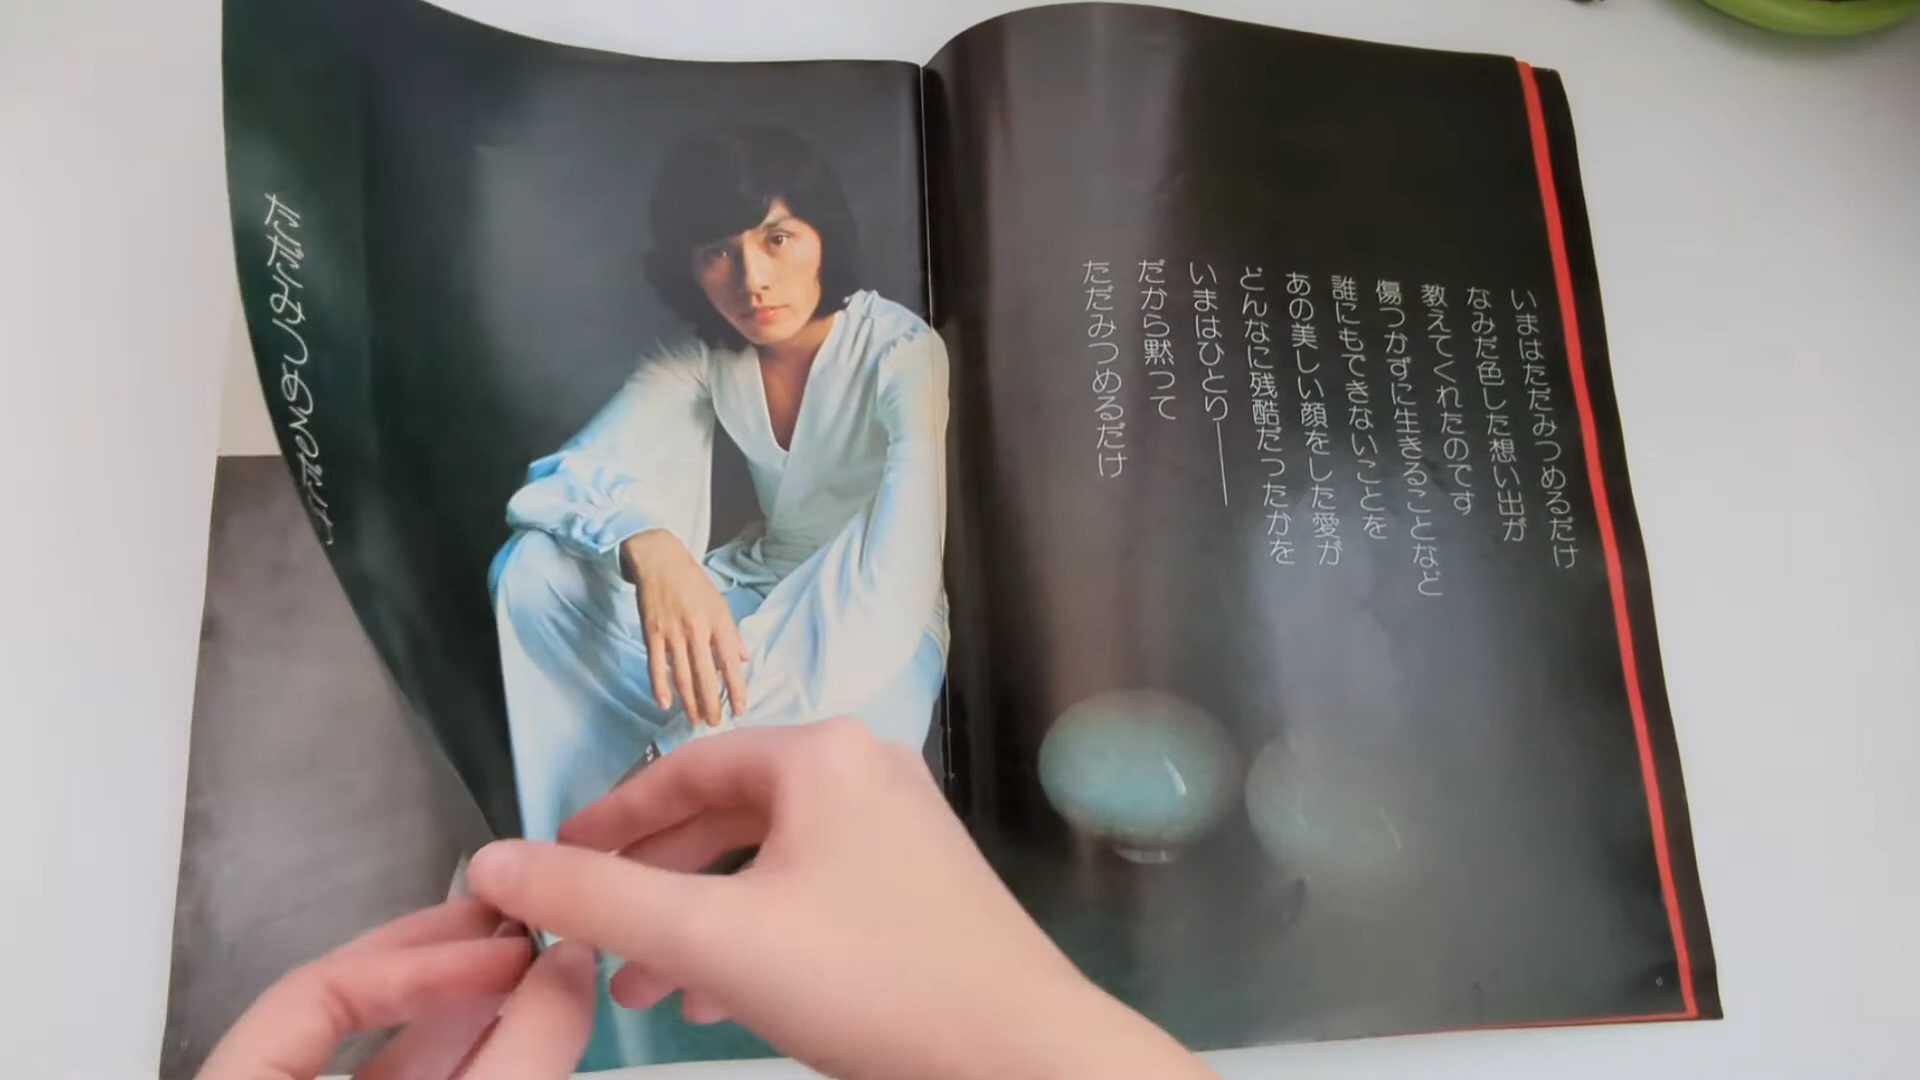 いまはただみつめるだけ
なみだ色した想い出が
教えてくれたのです
傷つかずに生きることなど
誰にもできないことを
あの美しい顔をした愛が
どんなに残酷だったかを
いまはひとり――
だから黙って
ただみつめるだけ
ただみつめるだけ
6